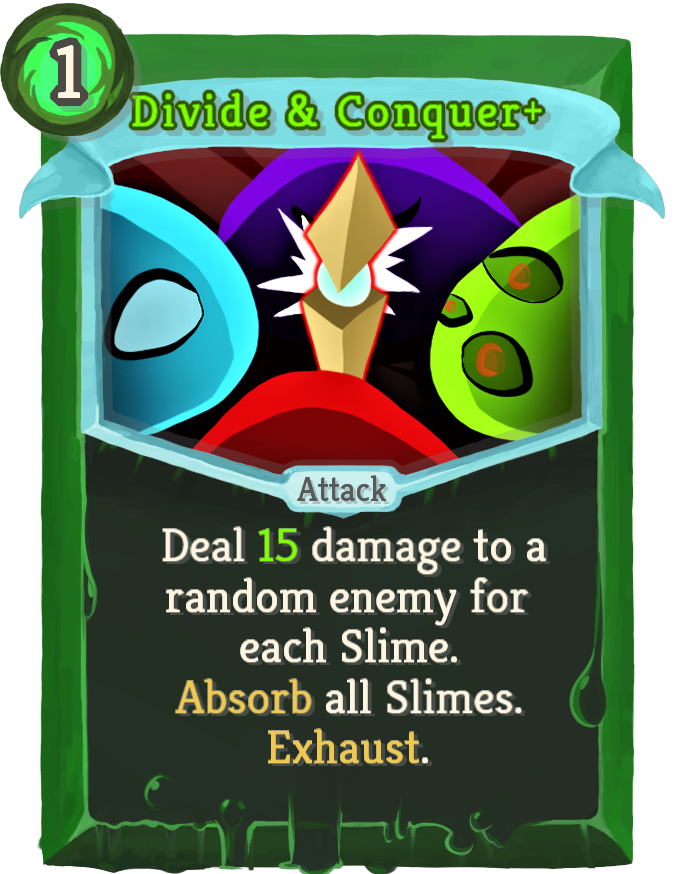 1
Divide & Conquer+
Attack
Deal 15 damage to a
random enemy for
each Slime.
Absorb all Slimes.
Exhaust.